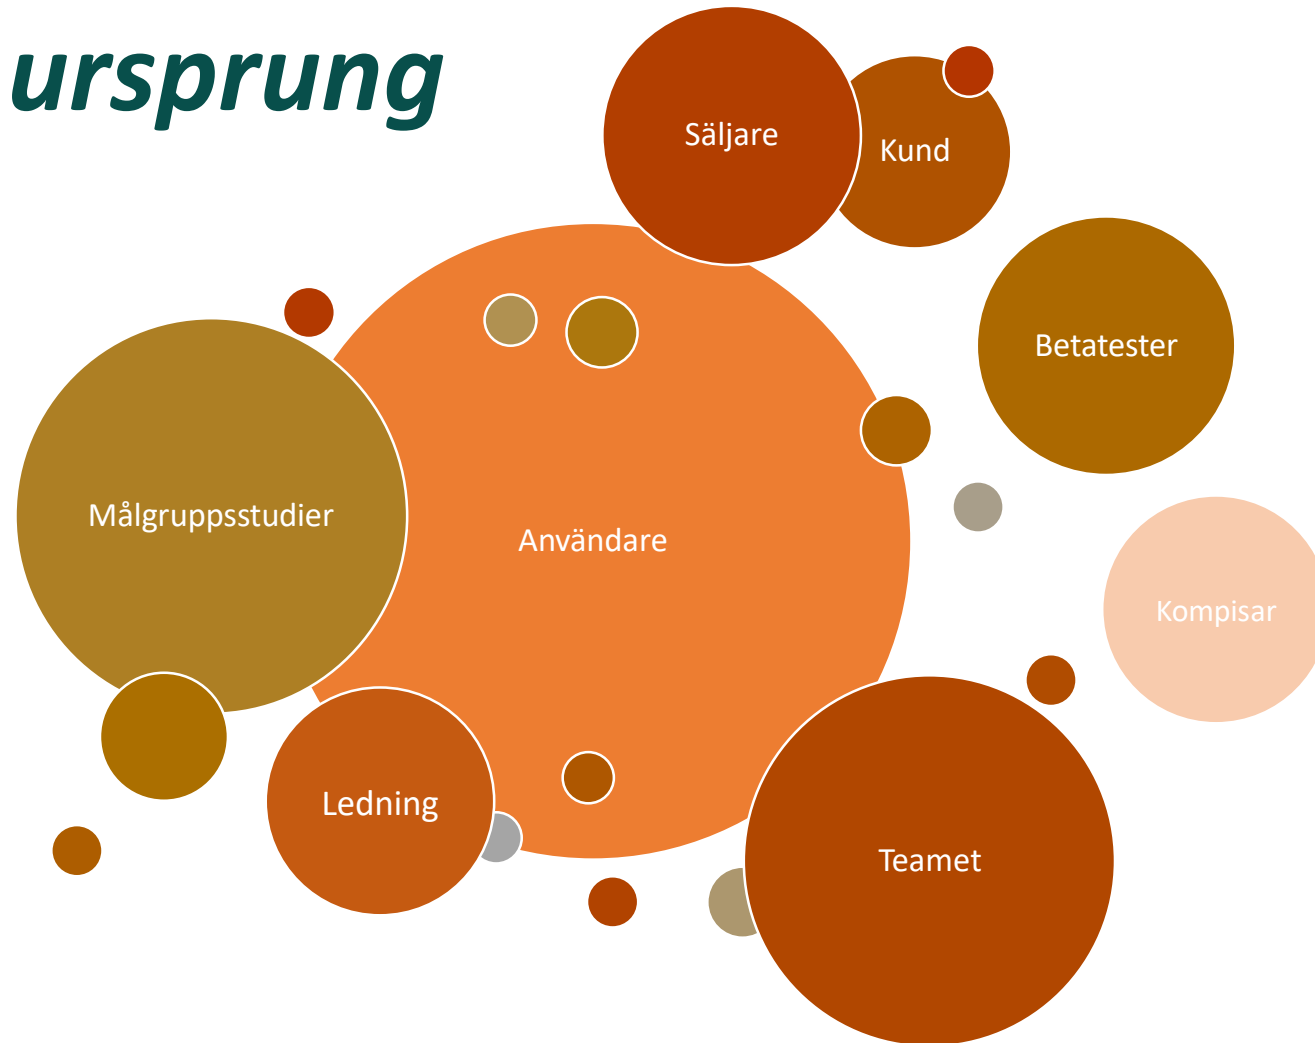 ursprung
Säljare
Kund
Betatester
Målgruppsstudier
Användare
Kompisar
Ledning
Teamet